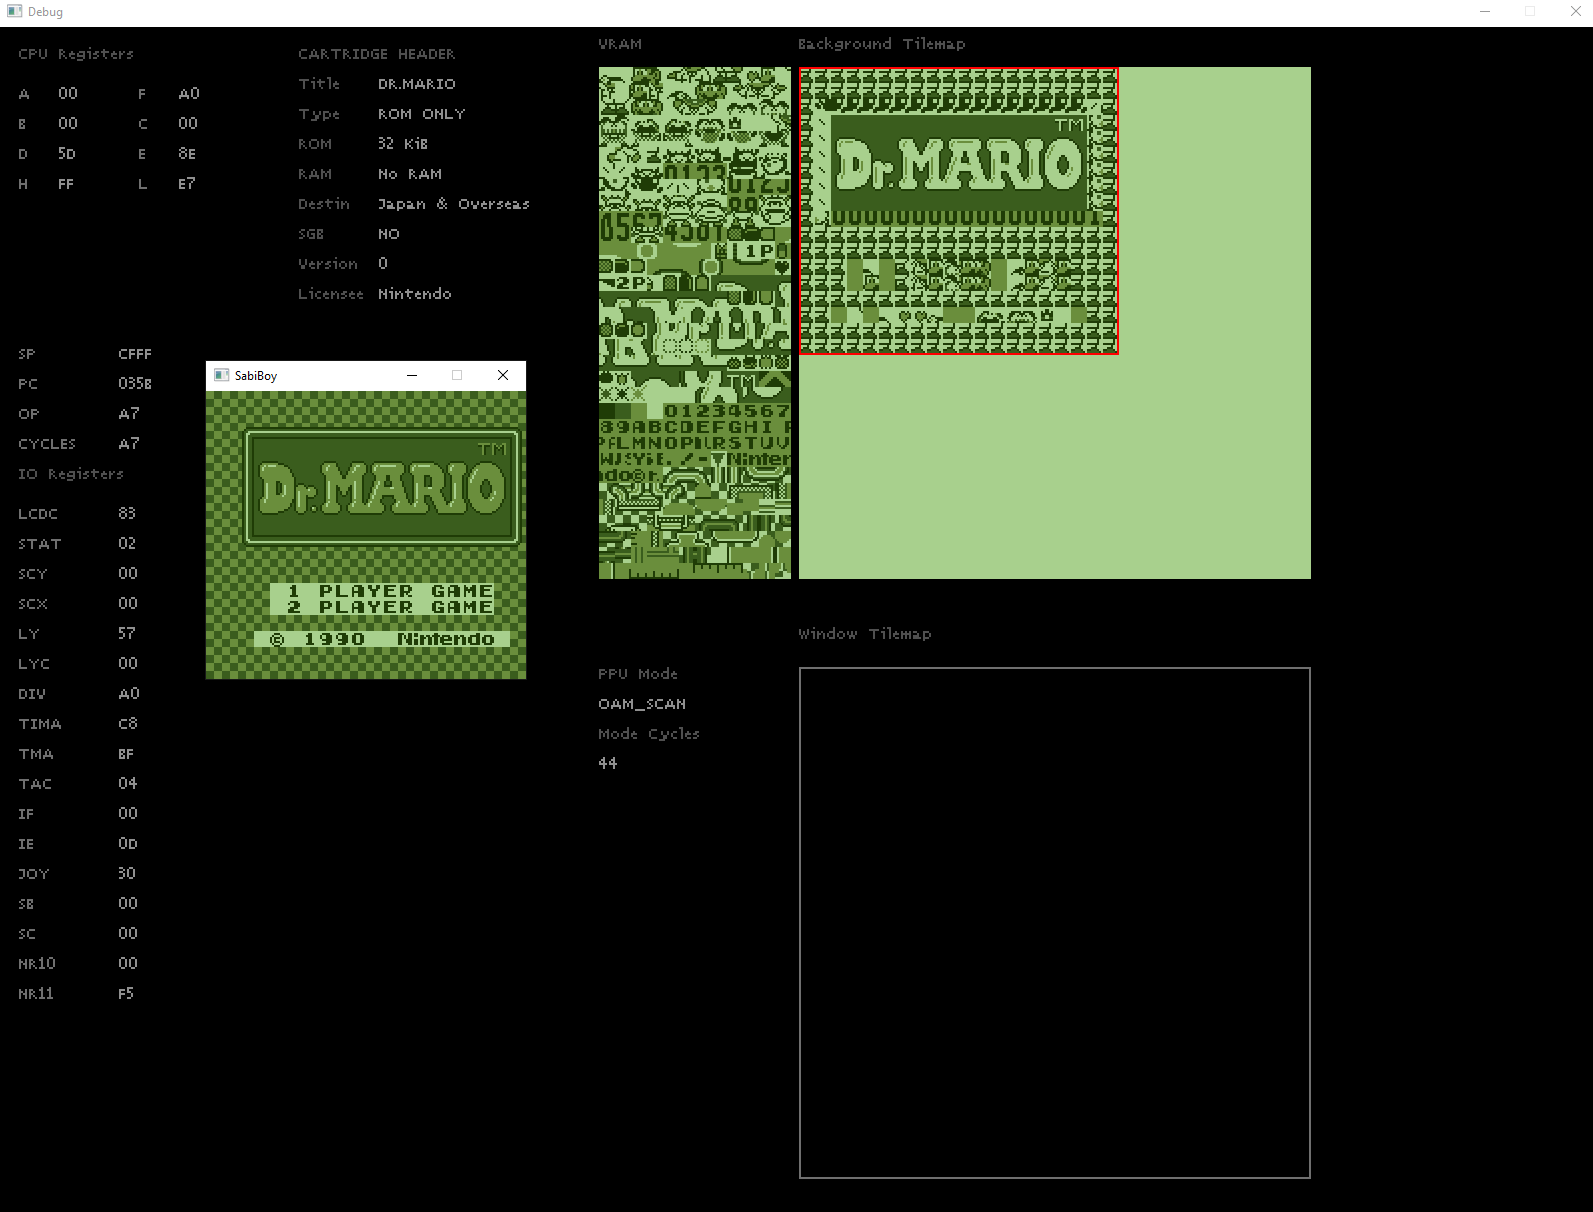 Debug
CPU Registers
A 00 F A0
B 00 C 00
D 5D E 8E
H FF L E7
CARTRIDGE HEADER
Title DR.MARIO
Type ROM ONLY
ROM 32 KiB
RAM No RAM
Destin Japan & Overseas
SGB NO
Version 0
Licensee Nintendo
SP CFFF
PC 035B
OP A7
CYCLES A7
IO Registers
LCDC 83
STAT 02
SCY 00
SCX 00
LY 57
LYC 00
DIV A0
TIMA C8
TMA BF
TAC 04
IF 00
IE 0D
JOY 30
SB 00
SC 00
NR10 00
NR11 F5
SabiBoy
TM
Dr.MARIO
1 PLAYER GAME
2 PLAYER GAME
© 1990 Nintendo
VRAM
1P
2P
TM
01234567
89ABCDEFGHI
Background Tilemap
TM
Dr.MARIO
PPU Mode
OAM_SCAN
Mode Cycles
44
Window Tilemap